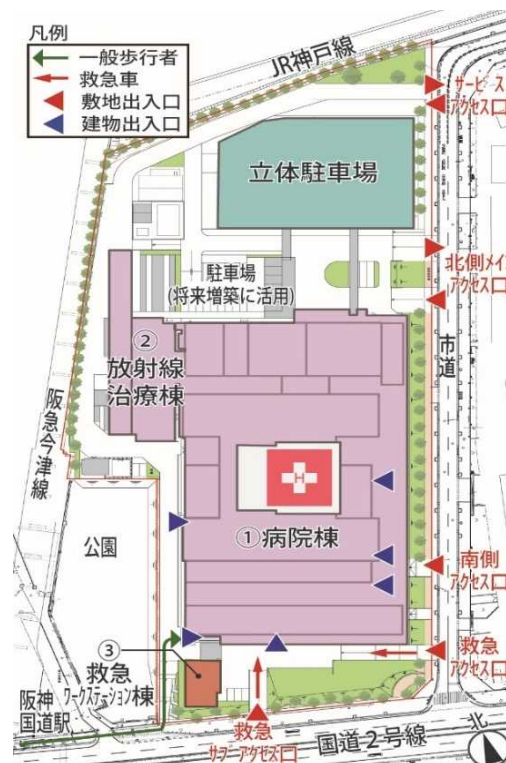 凡例
一般歩行者
救急車
敷地出入口
建物出入口
JR神戸線
サービス
アクセス口
立体駐車場
北側メイン
アクセス口
駐車場
(将来増築に活用)
市道
②
放射線
治療棟
阪急今津線
H
①病院棟
公園
南側
アクセス口
③
救急
ワークステーション棟
救急
アクセス口
阪神
国道駅
救急
サブアクセス口
国道2号線
北